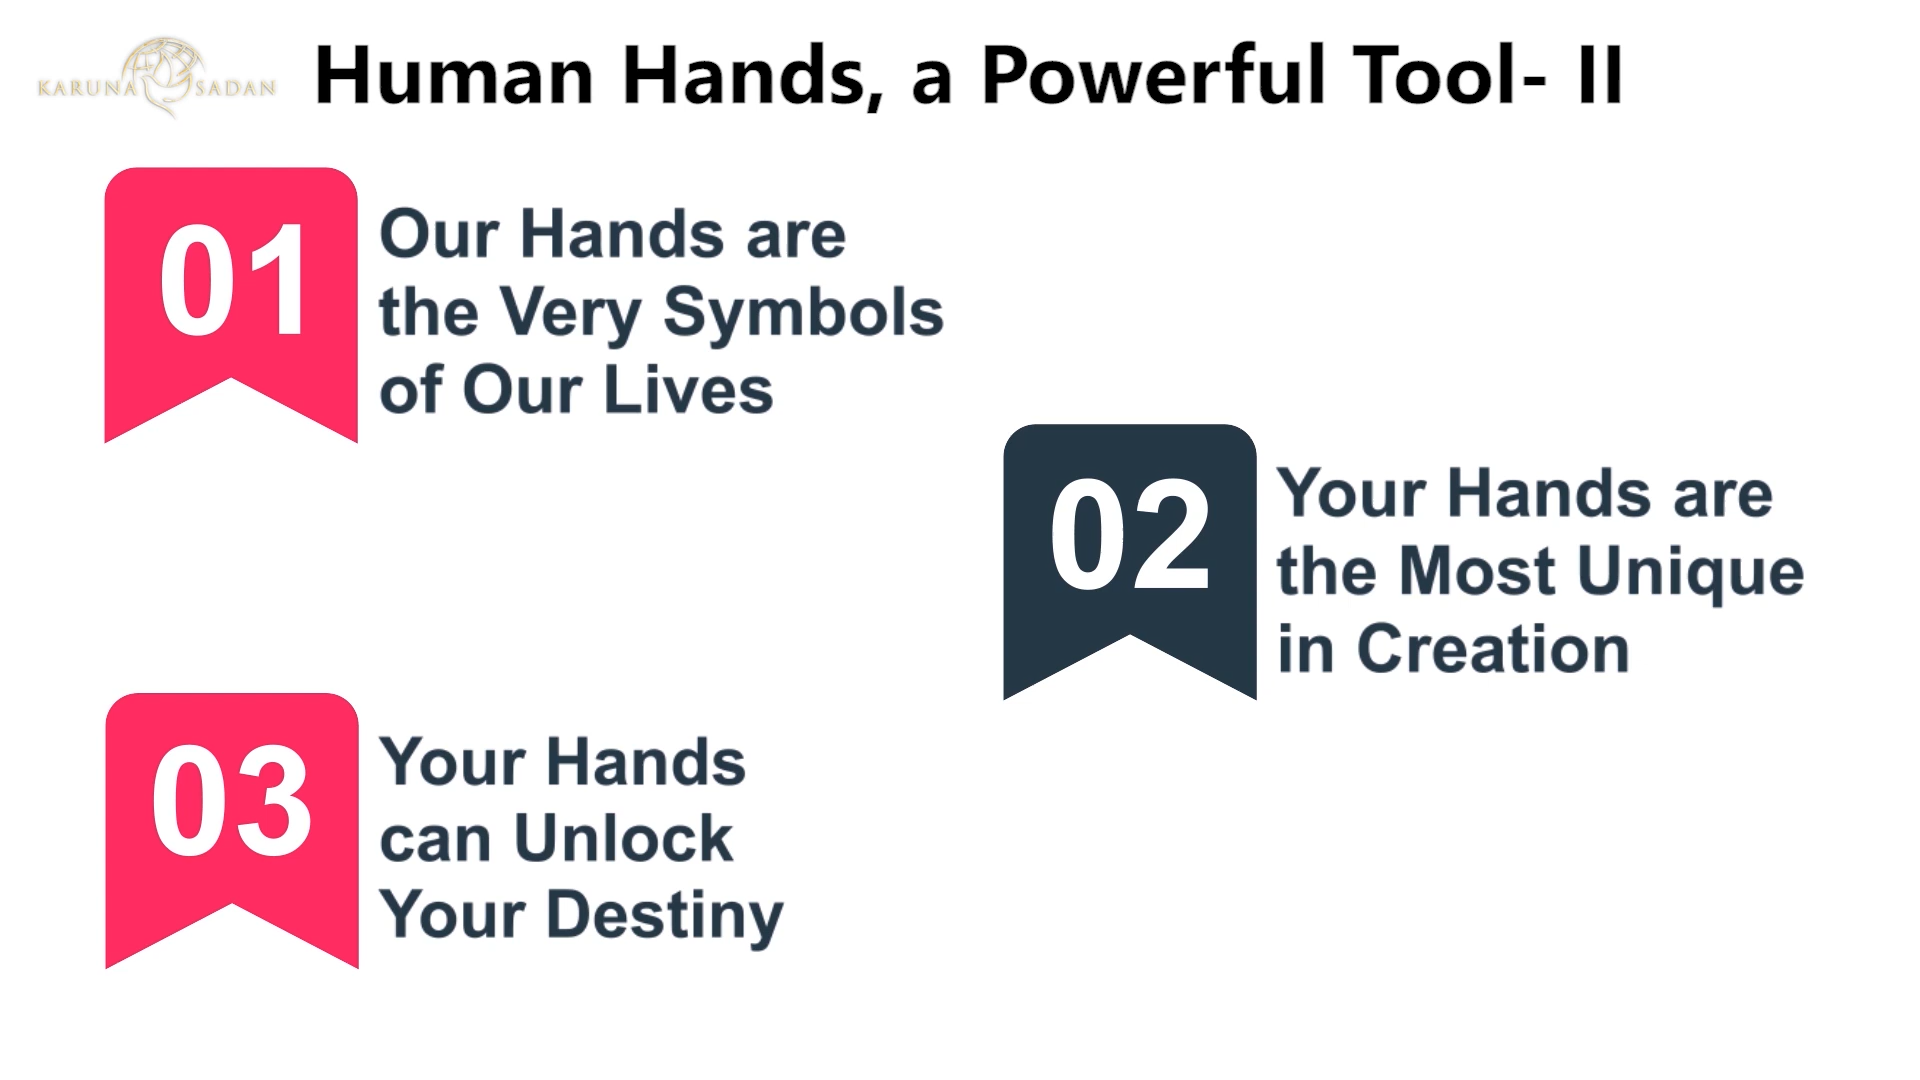 KARUNA SADAN
Human Hands, a Powerful Tool- II
01
Our Hands are
the Very Symbols
of Our Lives
02
Your Hands are
the Most Unique
in Creation
03
Your Hands
can Unlock
Your Destiny